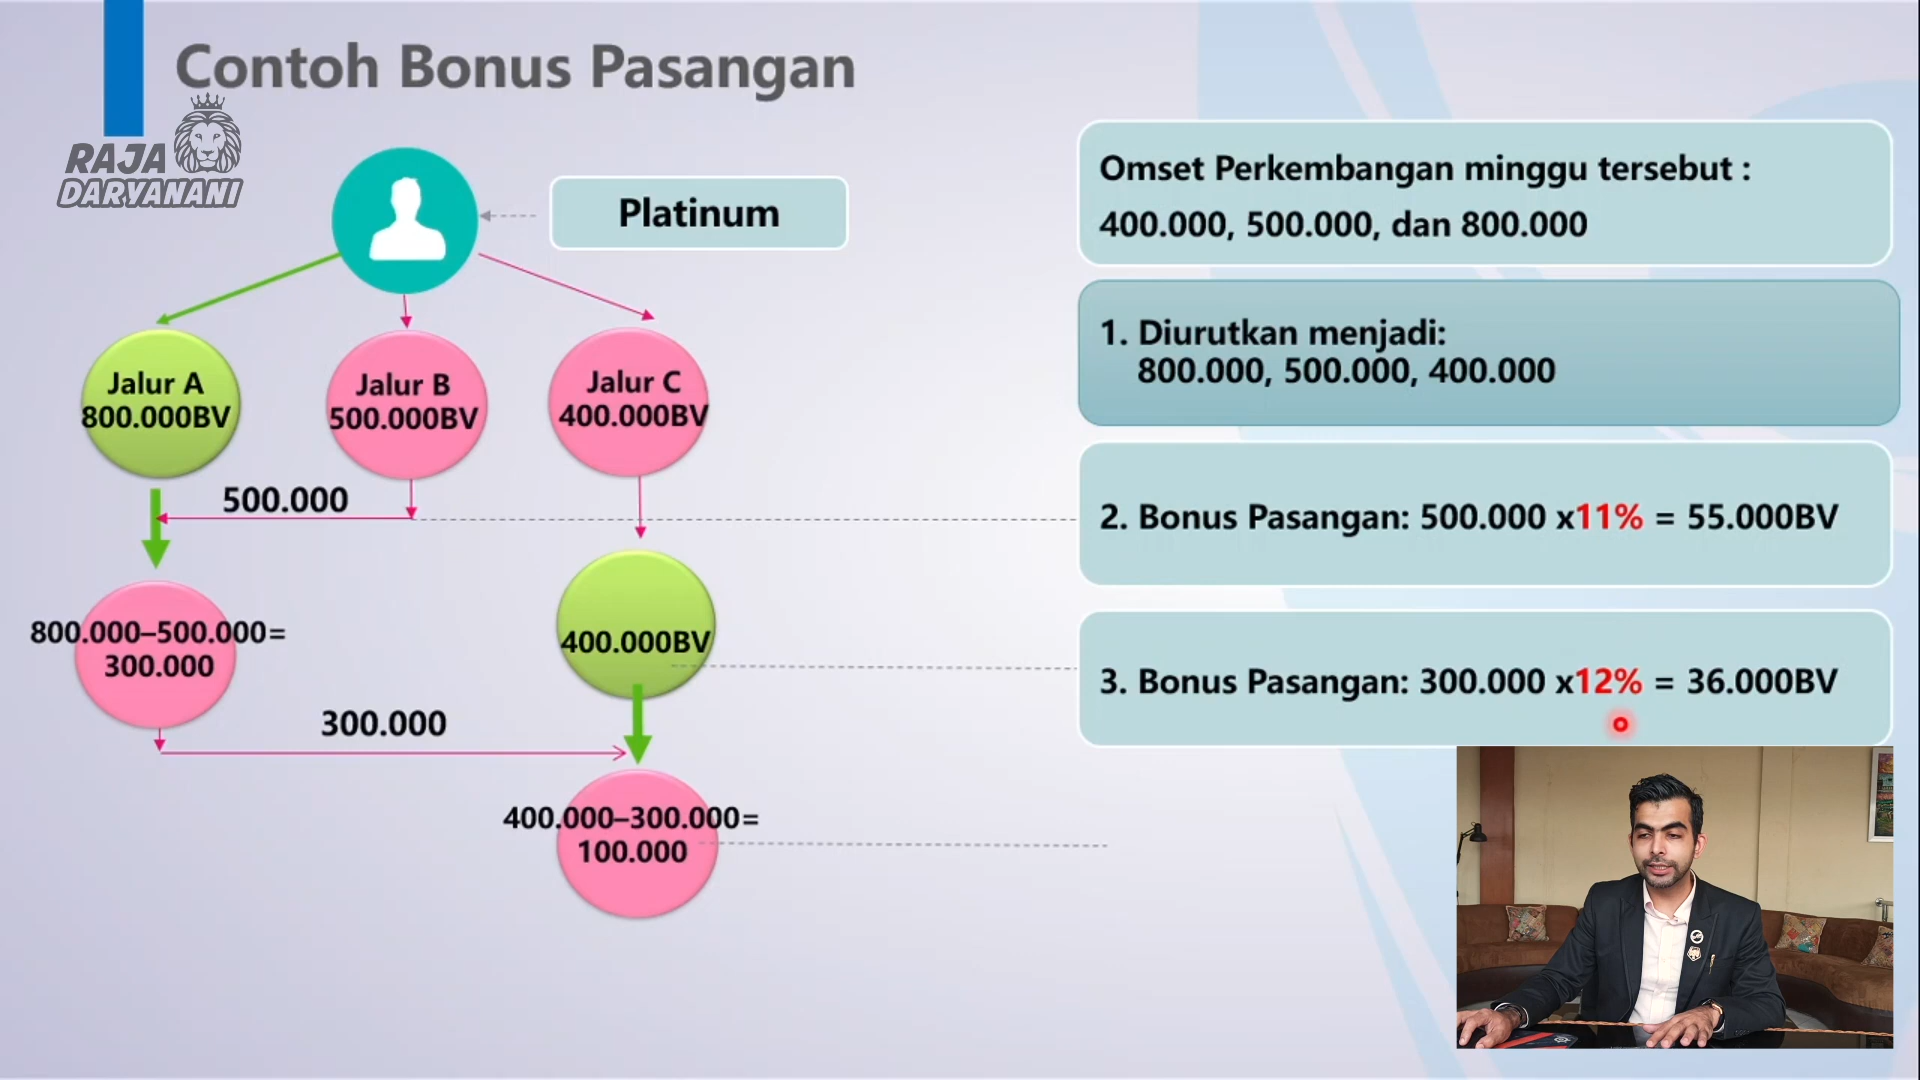 Contoh Bonus Pasangan
RAJA
DARYANANI
Platinum
Jalur A
800.000BV
Jalur B
500.000BV
Jalur C
400.000BV
500.000
800.000–500.000=
300.000
400.000BV
300.000
400.000–300.000=
100.000
Omset Perkembangan minggu tersebut :
400.000, 500.000, dan 800.000
1. Diurutkan menjadi:
800.000, 500.000, 400.000
2. Bonus Pasangan: 500.000 x11% = 55.000BV
3. Bonus Pasangan: 300.000 x12% = 36.000BV